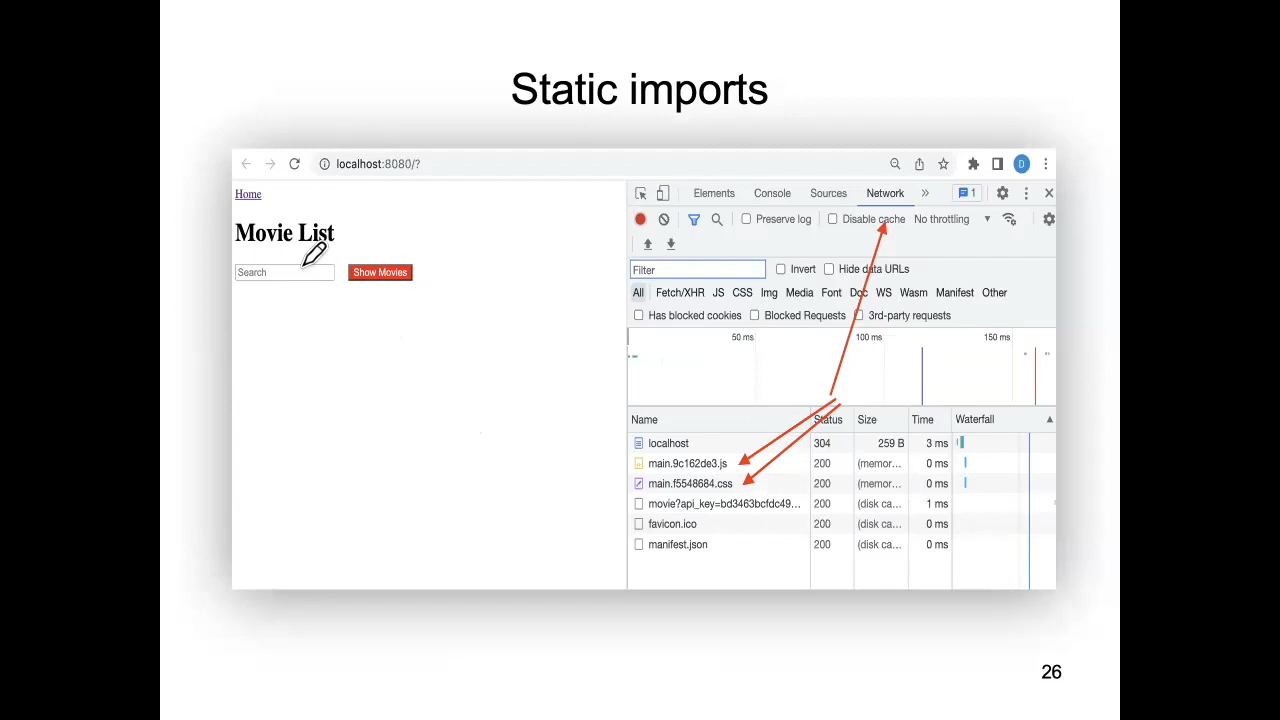 Static imports
localhost:8080/?
D
Home
Movie List
Search
Show Movies
Elements Console Sources Network » 1
Preserve log Disable cache No throttling
Filter
Invert Hide data URLs
All Fetch/XHR JS CSS Img Media Font Doc WS Wasm Manifest Other
Has blocked cookies Blocked Requests 3rd-party requests
50 ms 100 ms 150 ms
Name Status Size Time Waterfall
localhost 304 259 B 3 ms
main.9c162de3.js 200 (memor... 0 ms
main.f5548684.css 200 (memor... 0 ms
movie?api_key=bd3463bcfdc49... 200 (disk ca... 1 ms
favicon.ico 200 (disk ca... 0 ms
manifest.json 200 (disk ca... 0 ms
26